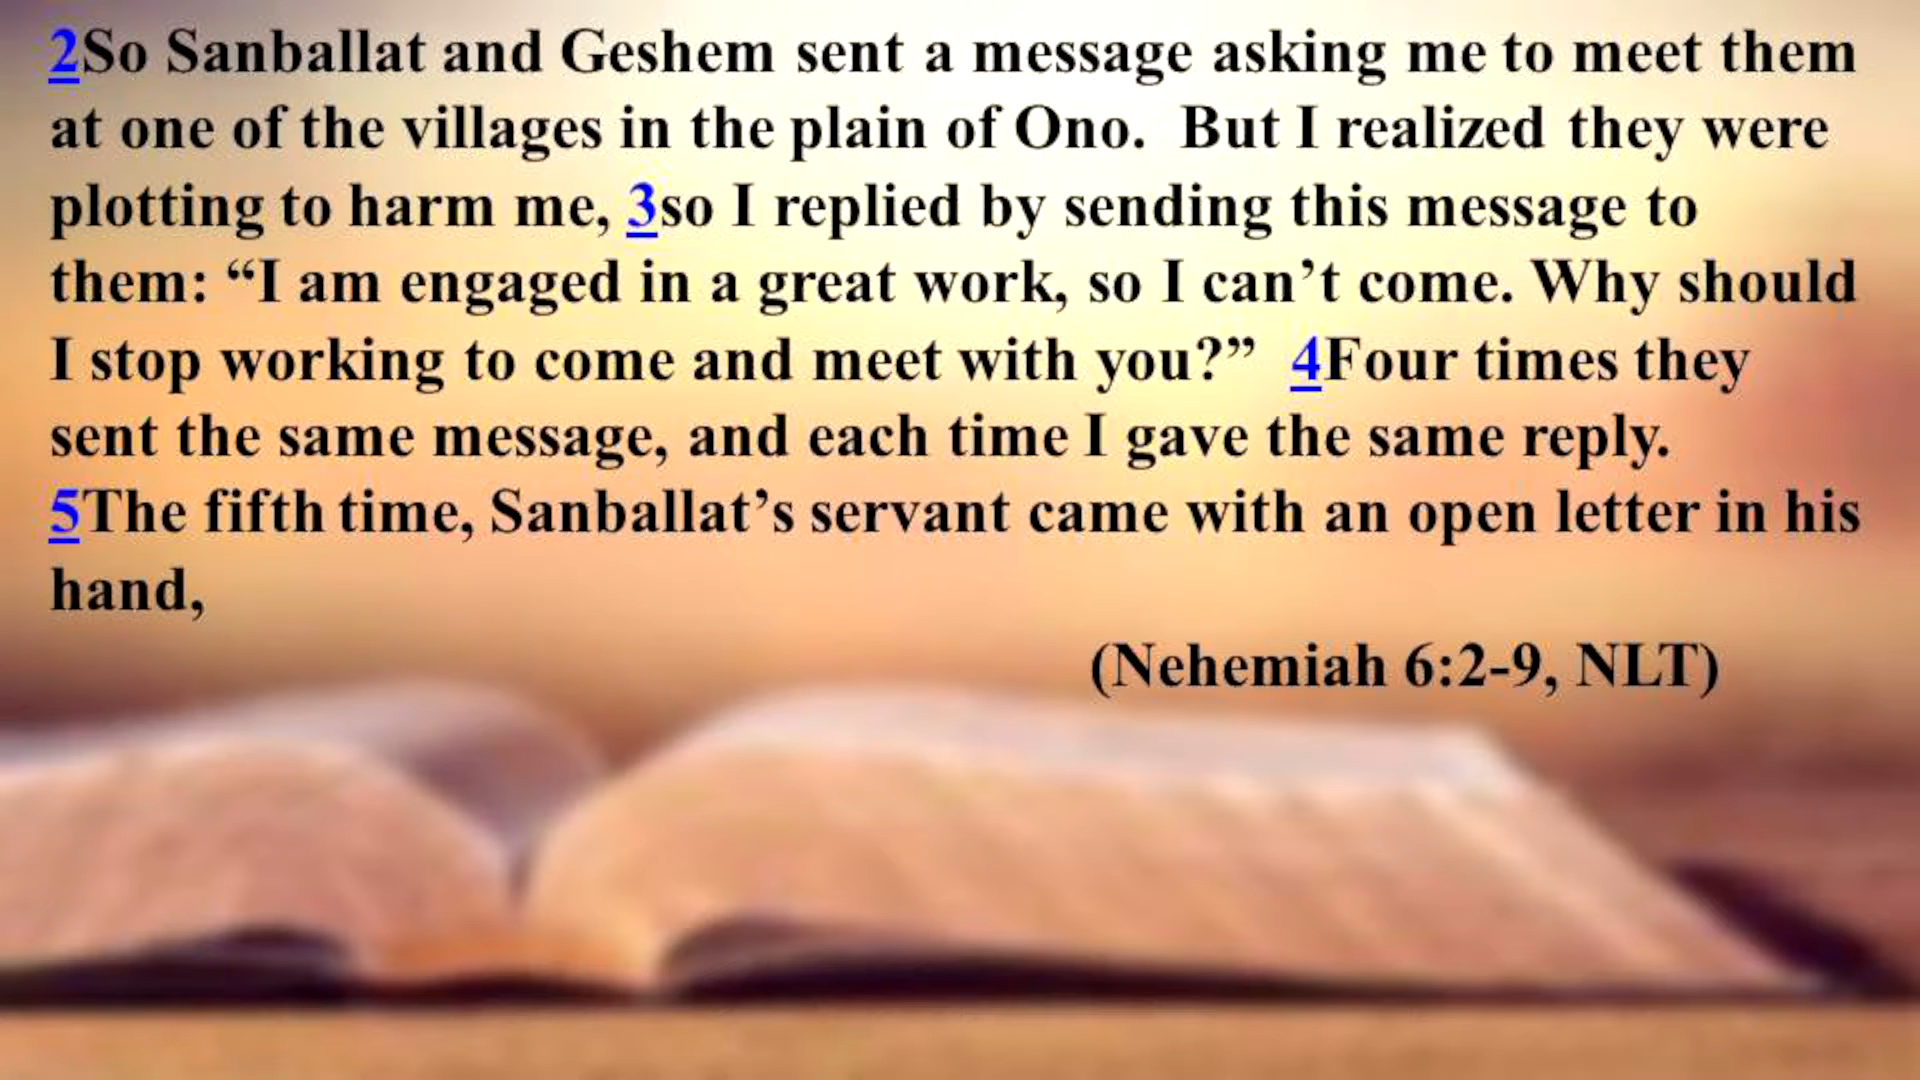 2So Sanballat and Geshem sent a message asking me to meet them
at one of the villages in the plain of Ono.  But I realized they were
plotting to harm me, 3so I replied by sending this message to
them: “I am engaged in a great work, so I can’t come. Why should
I stop working to come and meet with you?”  4Four times they
sent the same message, and each time I gave the same reply.
5The fifth time, Sanballat’s servant came with an open letter in his
hand,
(Nehemiah 6:2-9, NLT)